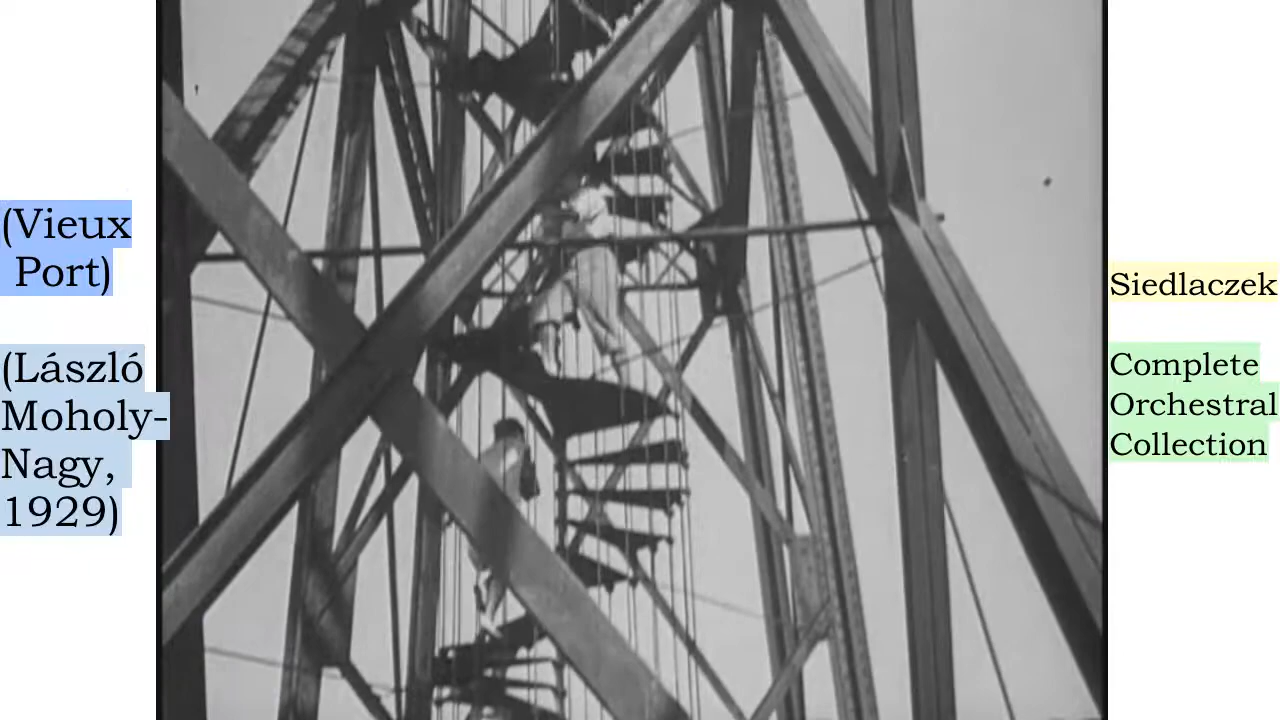 (Vieux
Port)
(László
Moholy-
Nagy,
1929)
Siedlaczek
Complete
Orchestral
Collection